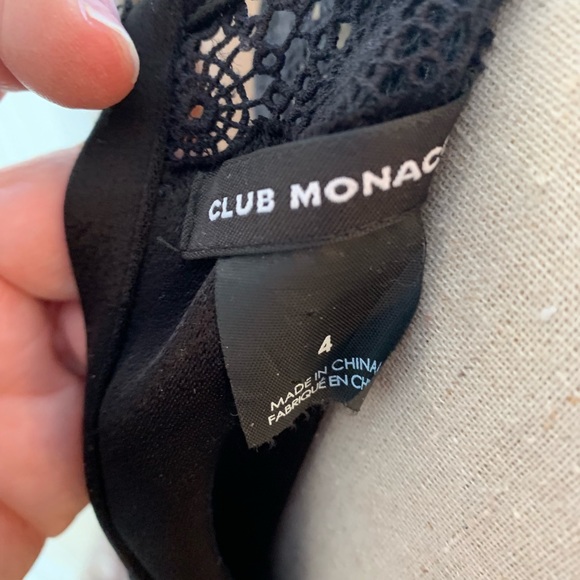 CLUB MONAC
4
MADE IN CHINA/
FABRIQUE EN CH